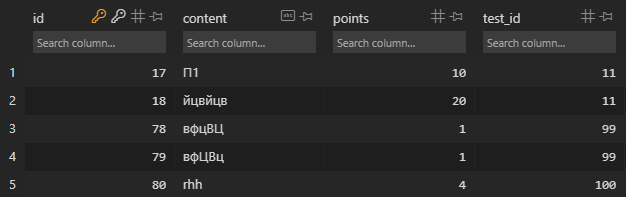 id content points test_id
Search column... Search column... Search column... Search column...
1 17 П1 10 11
2 18 йцвйцв 20 11
3 78 вфцВЦ 1 99
4 79 вфЦВц 1 99
5 80 rhh 4 100